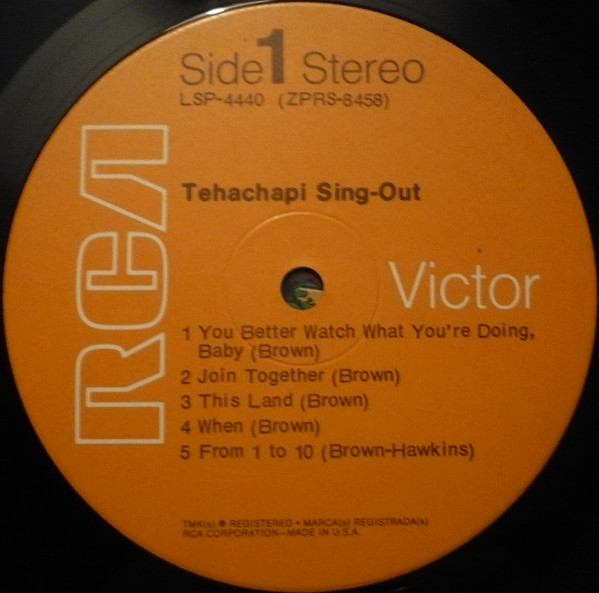 Side 1 Stereo
LSP-4440 (ZPRS-8458)
RCA
Tehachapi Sing-Out
Victor
1 You Better Watch What You're Doing,
Baby (Brown)
2 Join Together (Brown)
3 This Land (Brown)
4 When (Brown)
5 From 1 to 10 (Brown-Hawkins)
TMK(s) ® REGISTERED • MARCA(s) REGISTRADA(s)
RCA CORPORATION—MADE IN U.S.A.